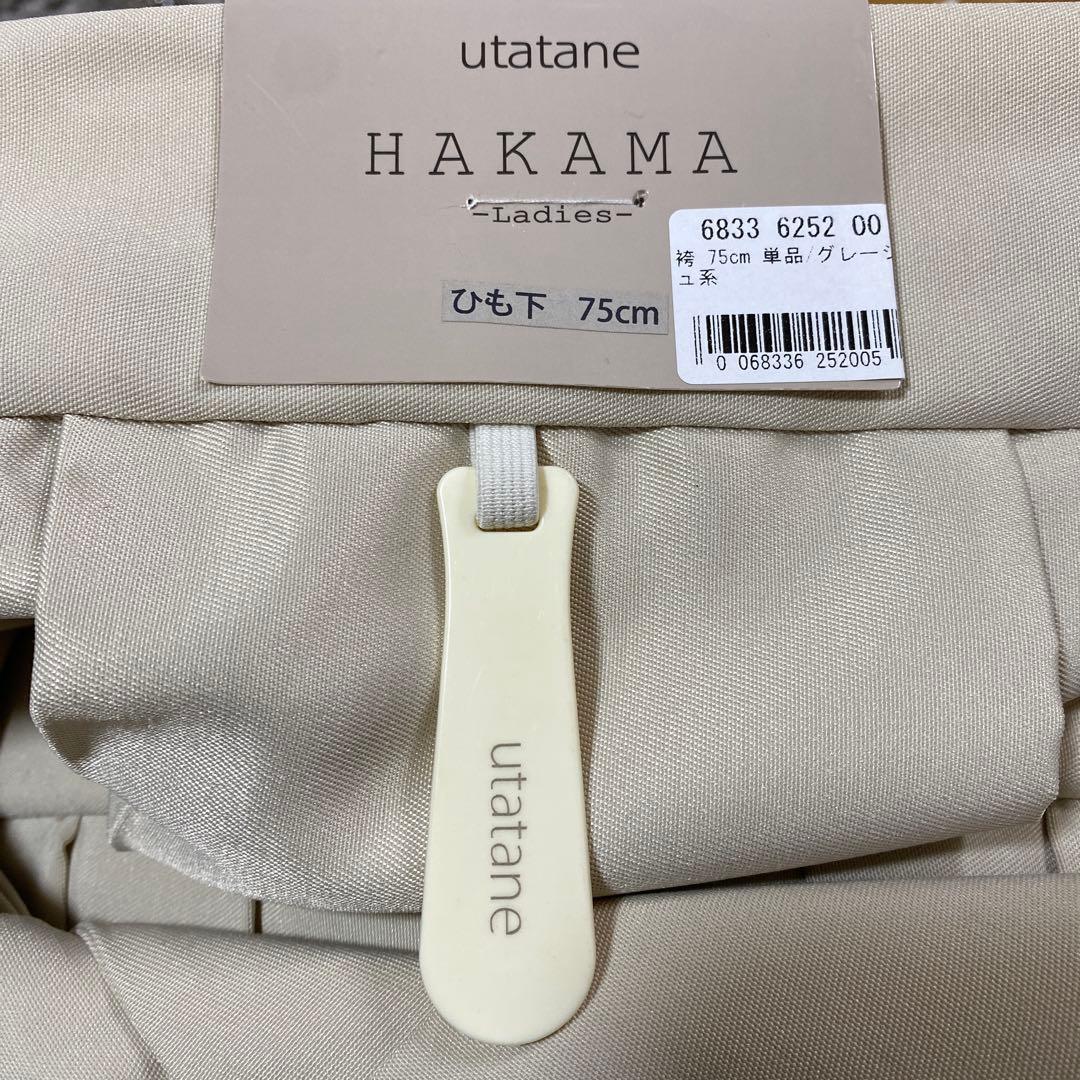 utatane
HAKAMA
-Ladies-
ひも下 75cm
6833 6252 00
袴 75cm 単品/グレージ
ュ系
0 068336 252005
utatane